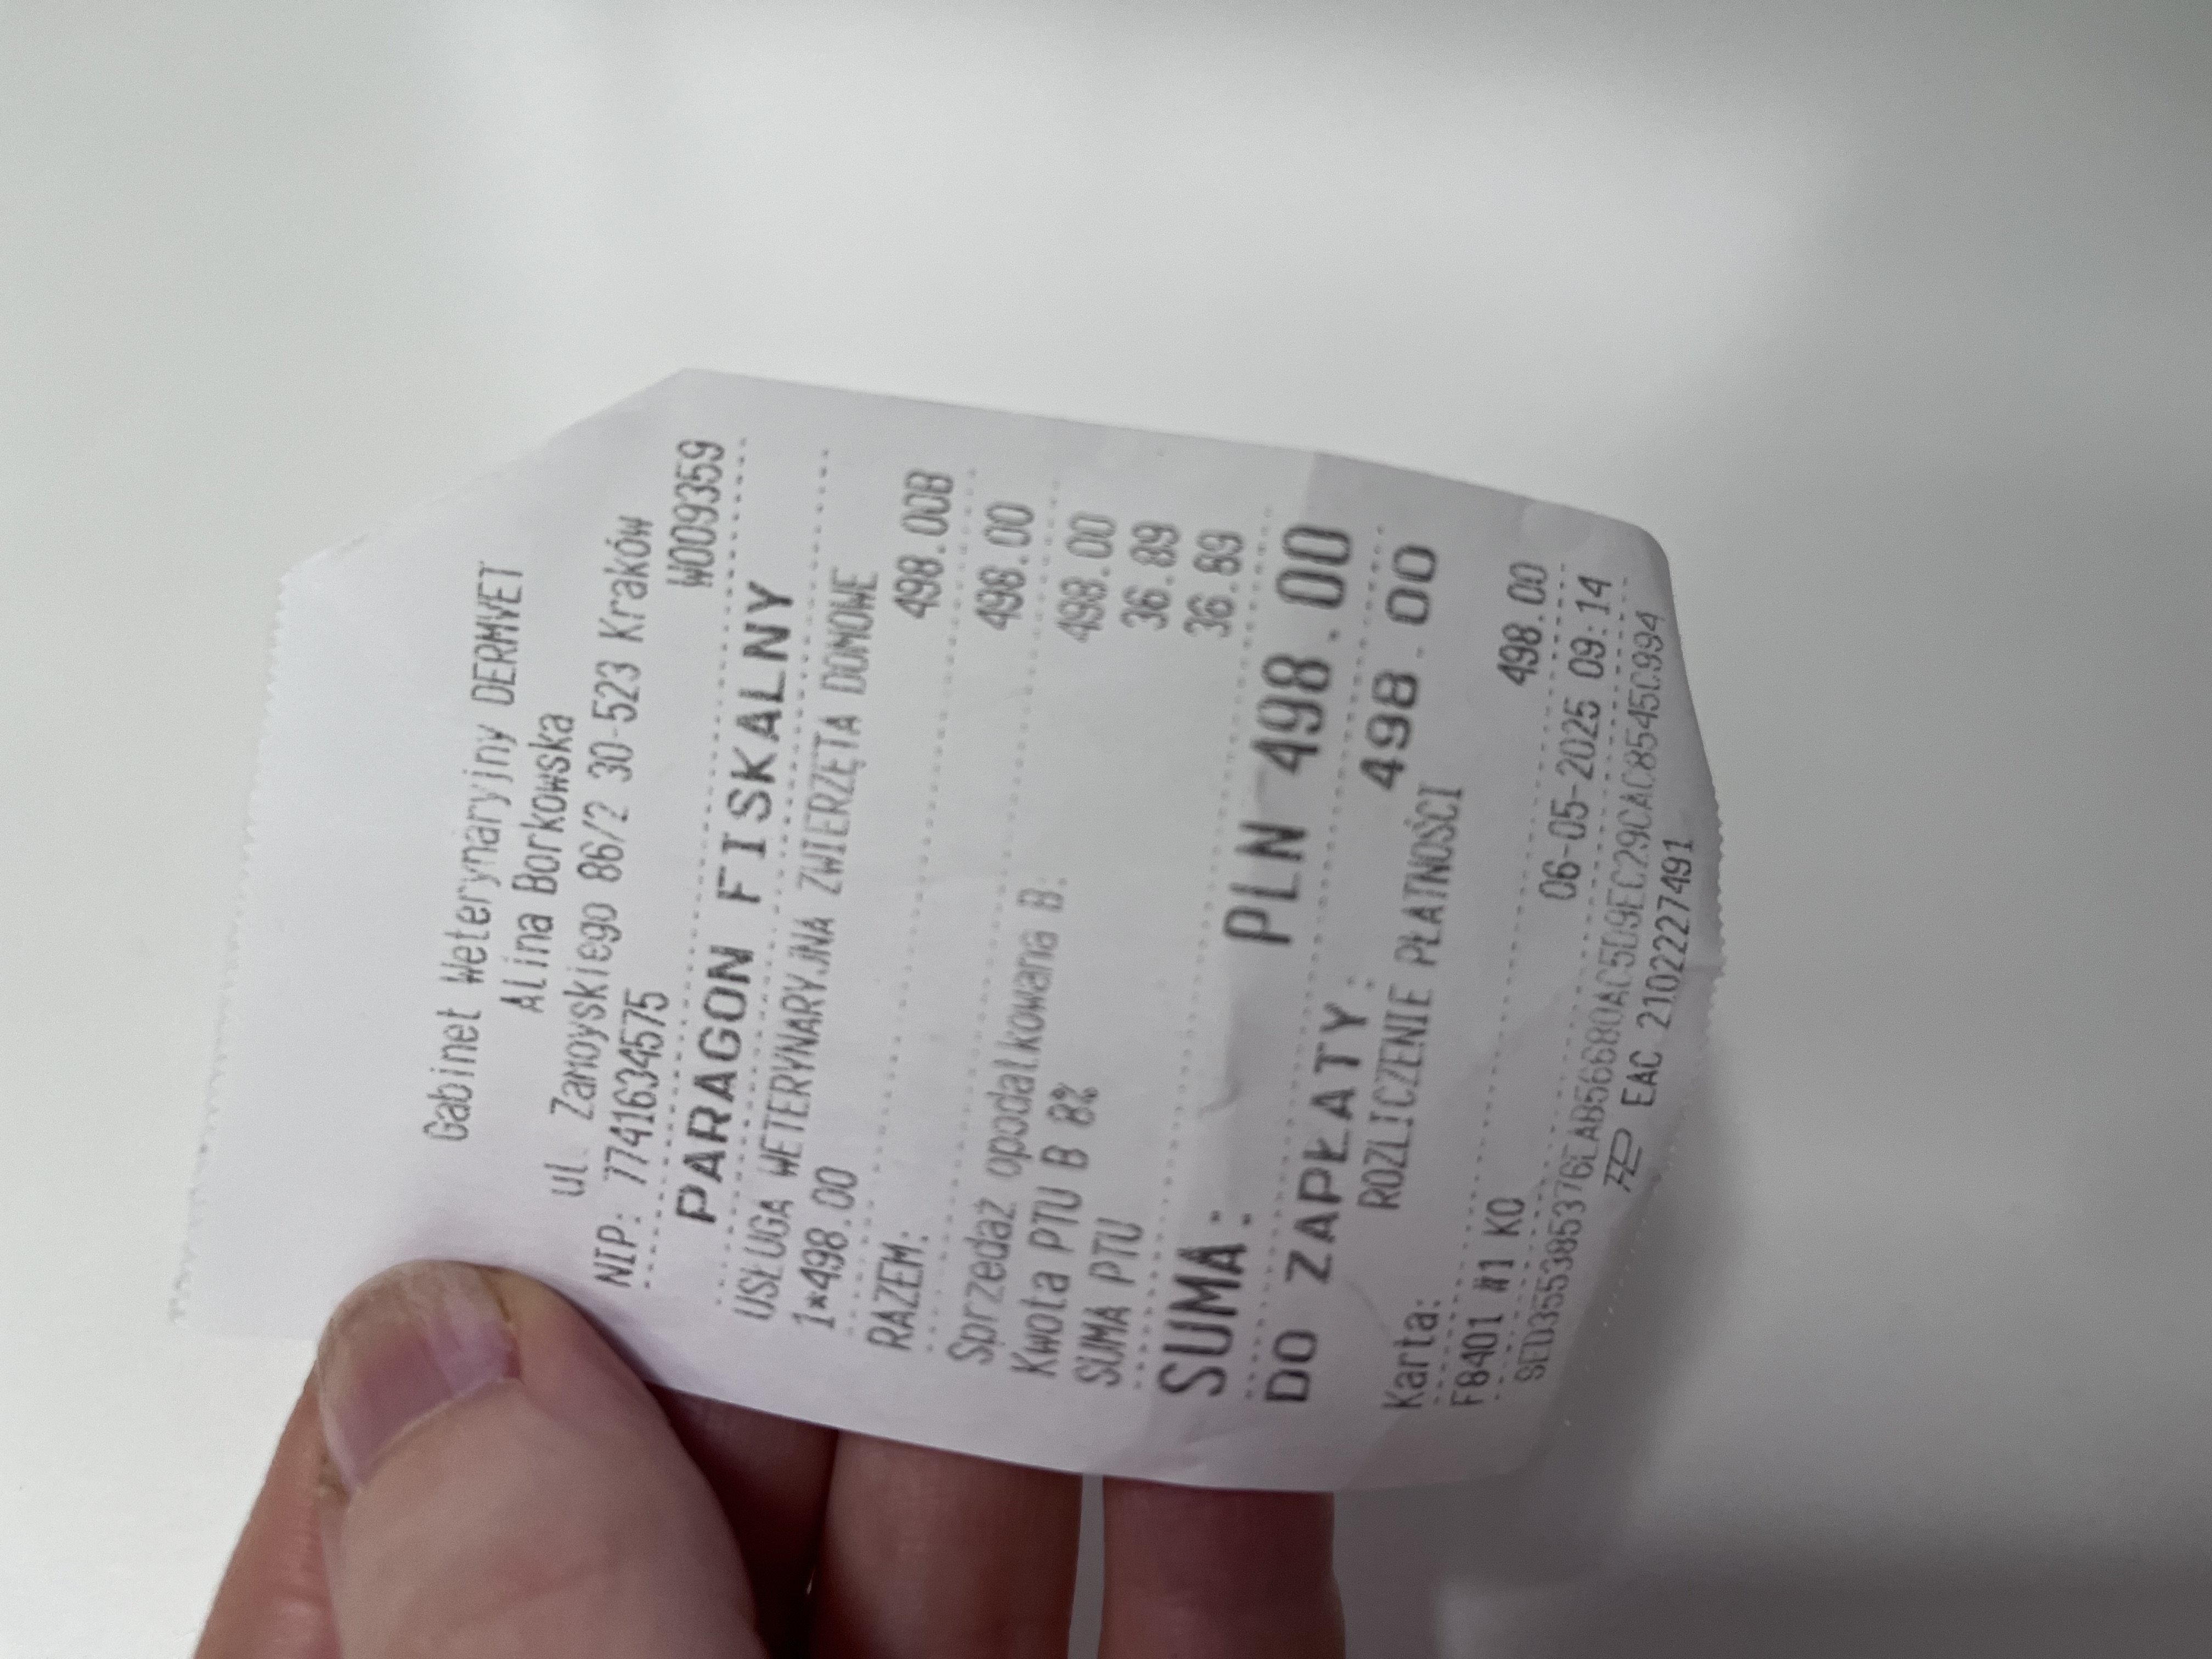 Gabinet Weterynaryjny DERMVET
Alina Borkowska
ul. Zamoyskiego 86/2 30-523 Kraków
NIP: 7741634575 W009359
PARAGON FISKALNY
USŁUGA WETERYNARYJNA ZWIERZĘTA DOMOWE
1*498.00 498.00B
RAZEM: 498.00
Sprzedaż opodatkowana B. 498.00
Kwota PTU B 8% 36.89
SUMA PTU 36.89
SUMA: PLN 498.00
DO ZAPŁATY: 498.00
ROZLICZENIE PŁATNOŚCI
Karta: 498.00
F8401 #1 KO 06-05-2025 09:14
EAC 2102227491